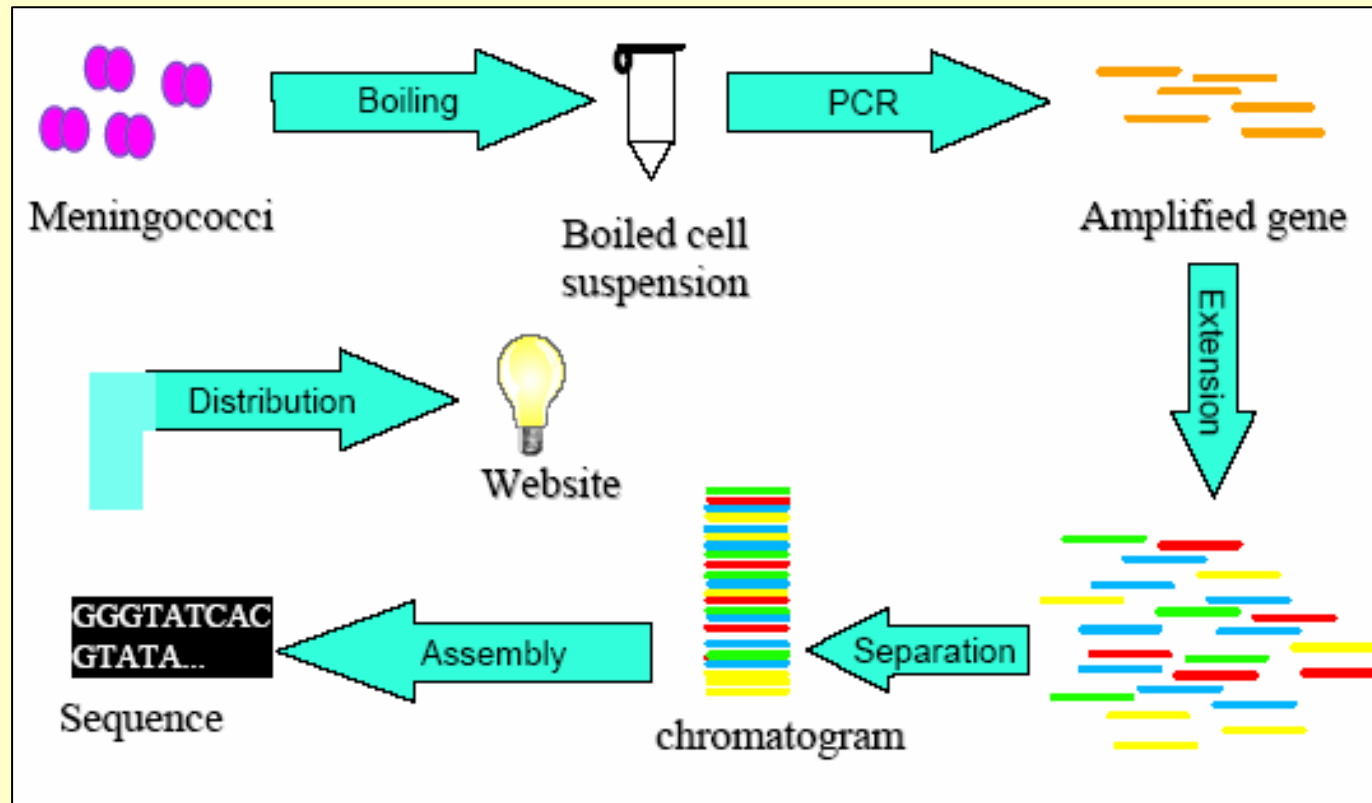 Boiling
PCR
Meningococci
Boiled cell
suspension
Amplified gene
Extension
Distribution
Website
GGGTATCAC
GTATA...
Assembly
Separation
Sequence
chromatogram